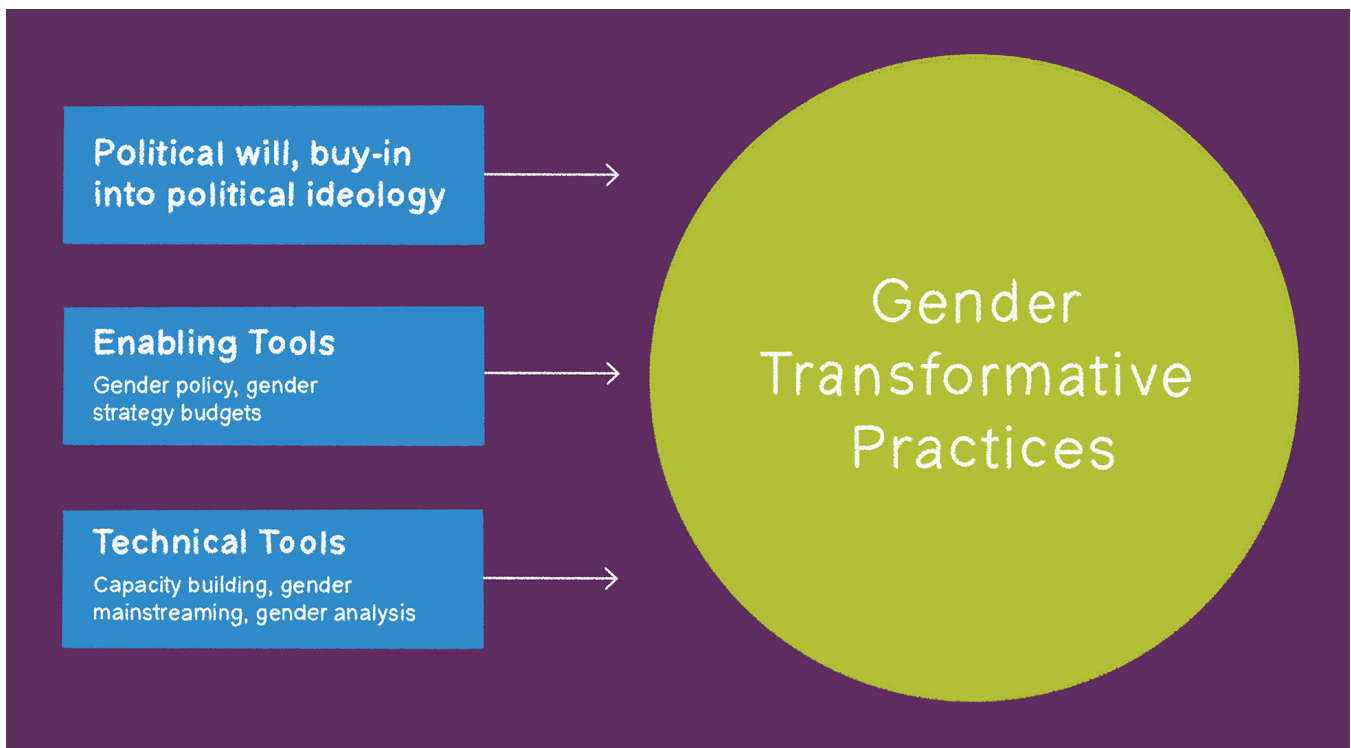 Political will, buy-in
into political ideology
Enabling Tools
Gender policy, gender
strategy budgets
Technical Tools
Capacity building, gender
mainstreaming, gender analysis
Gender
Transformative
Practices